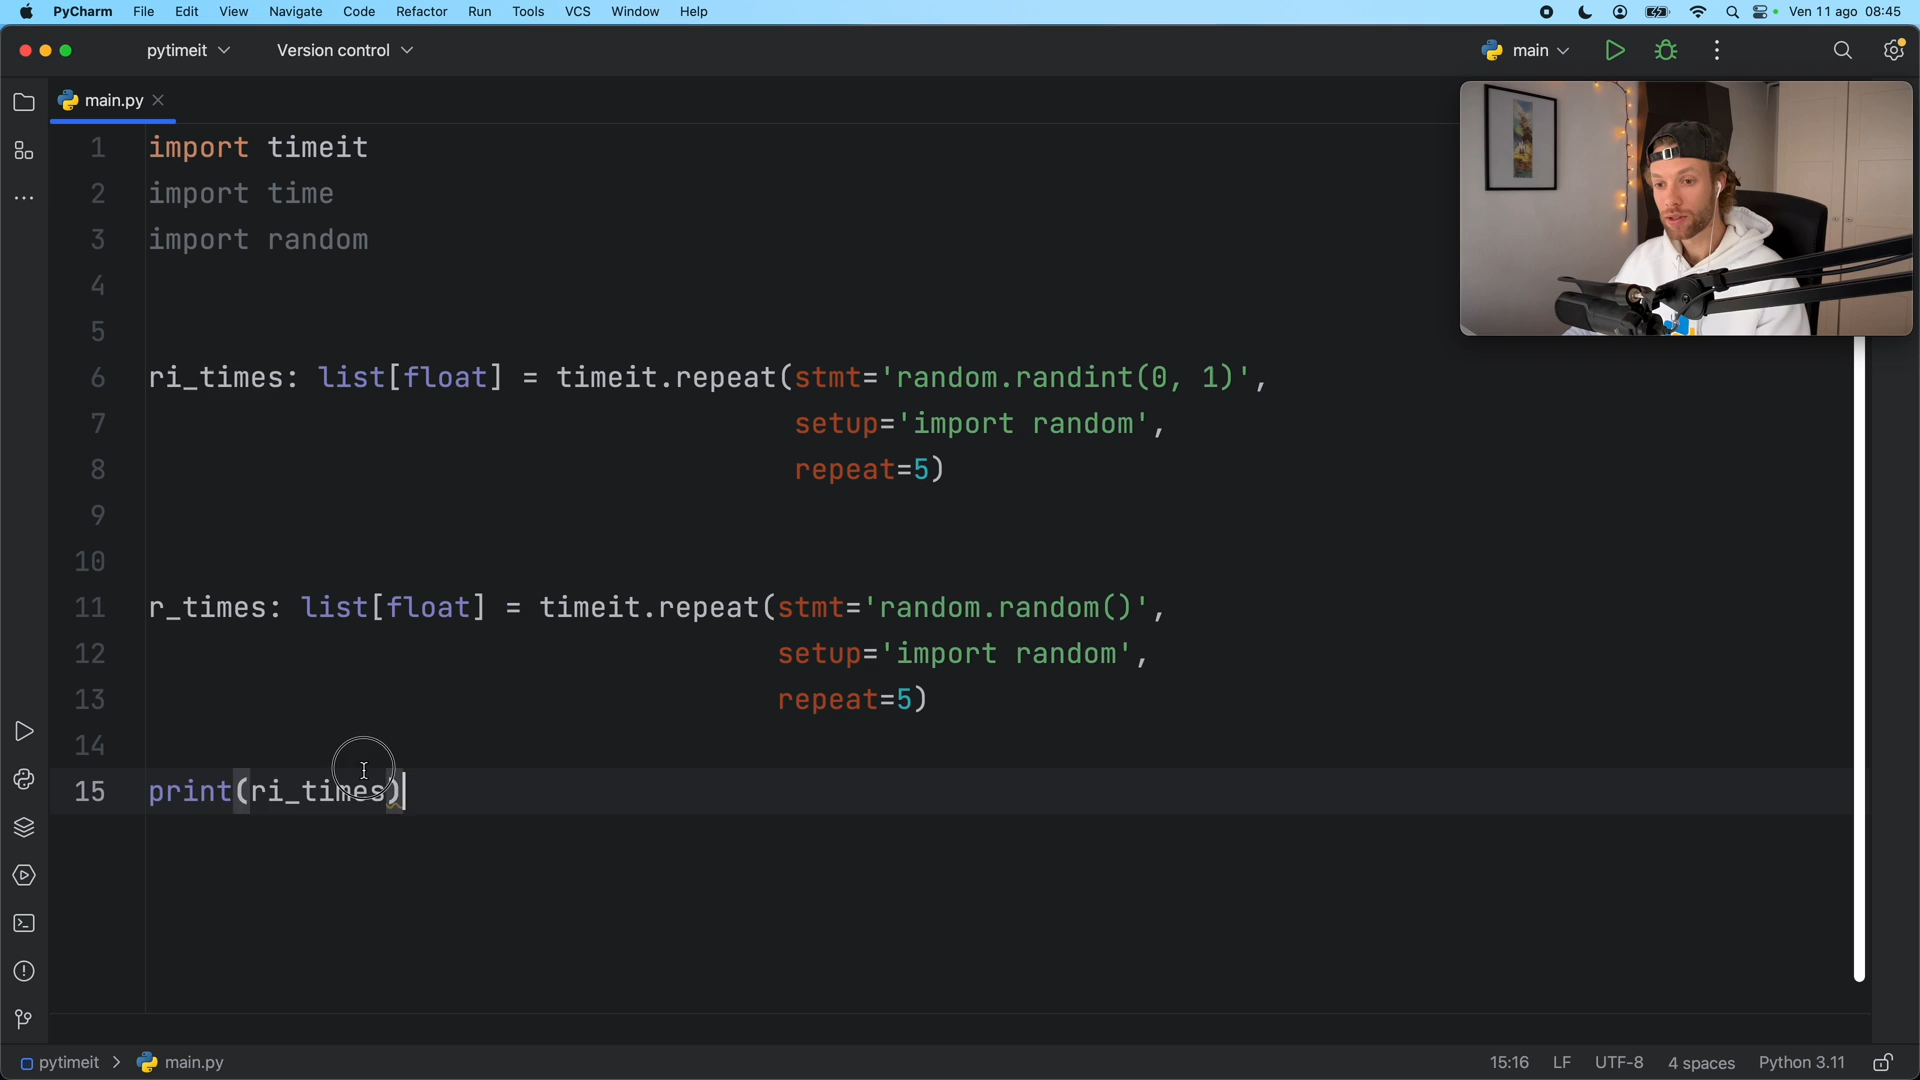 PyCharm File Edit View Navigate Code Refactor Run Tools VCS Window Help Ven 11 ago 08:45
pytimeit Version control main
main.py
1 import timeit
2 import time
3 import random
4
5
6 ri_times: list[float] = timeit.repeat(stmt='random.randint(0, 1)',
7 setup='import random',
8 repeat=5)
9
10
11 r_times: list[float] = timeit.repeat(stmt='random.random()',
12 setup='import random',
13 repeat=5)
14
15 print(ri_times)
pytimeit > main.py 15:16 LF UTF-8 4 spaces Python 3.11